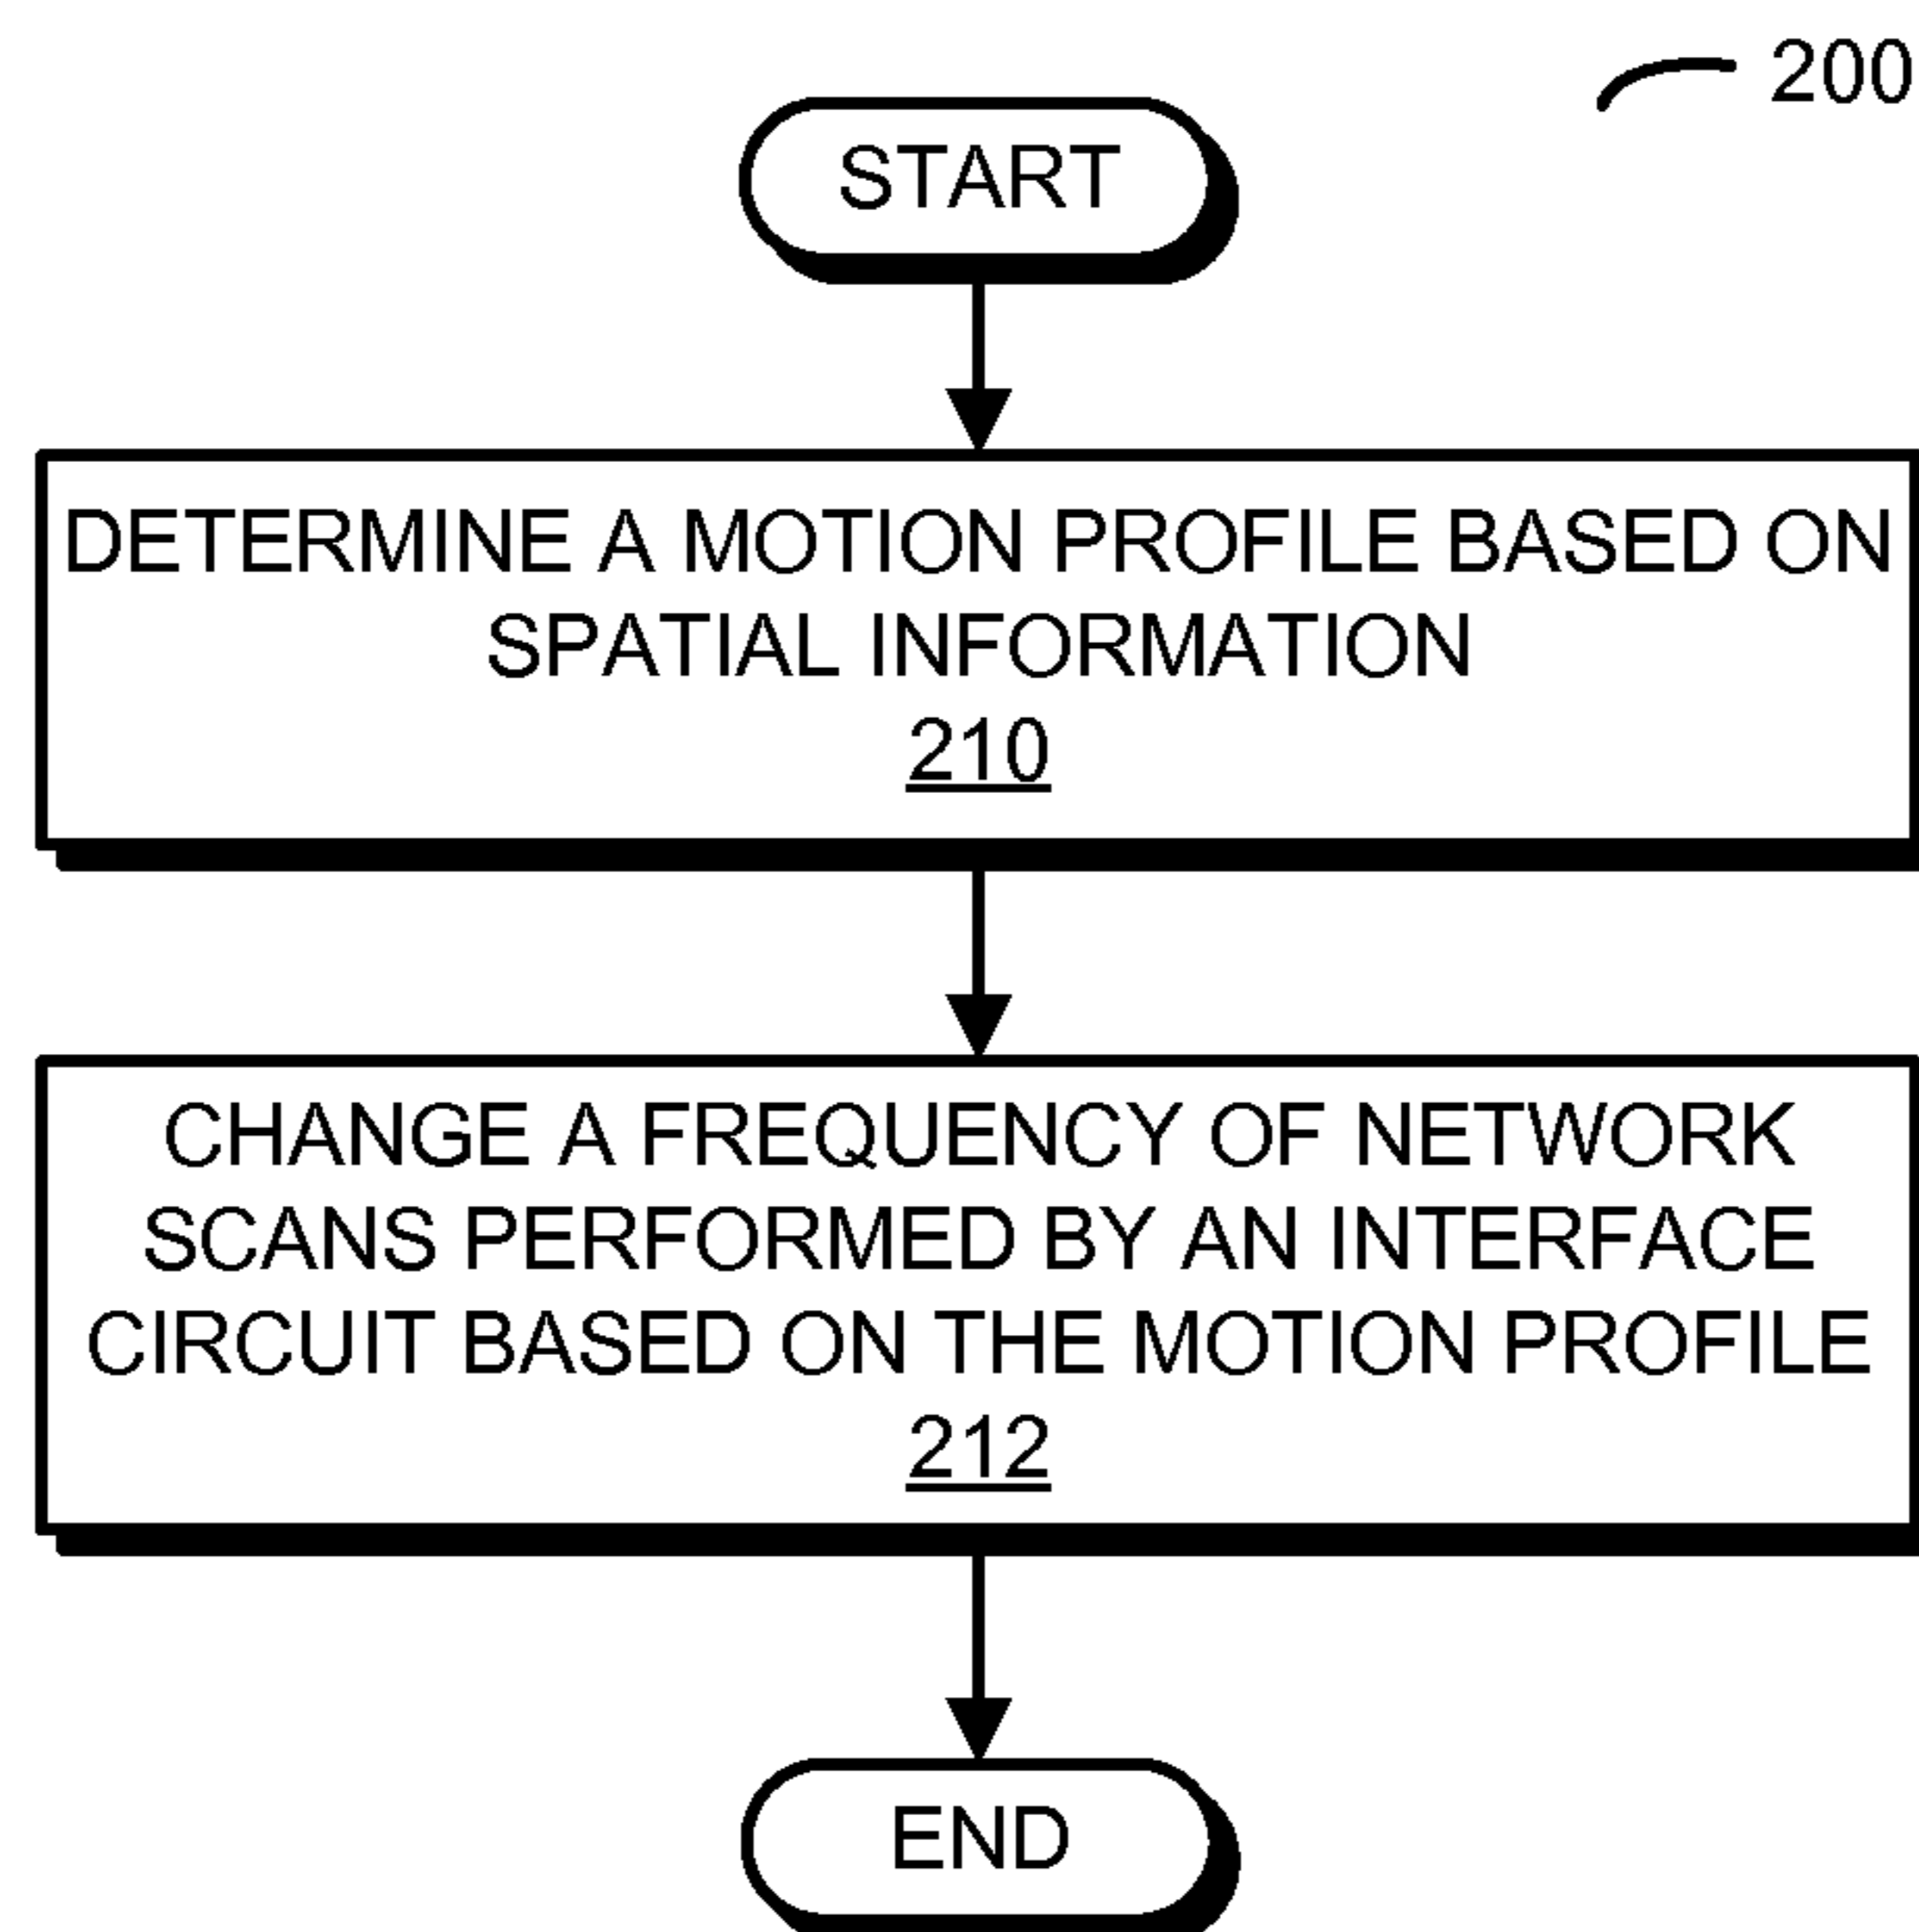 200
START
DETERMINE A MOTION PROFILE BASED ON
SPATIAL INFORMATION
210
CHANGE A FREQUENCY OF NETWORK
SCANS PERFORMED BY AN INTERFACE
CIRCUIT BASED ON THE MOTION PROFILE
212
END